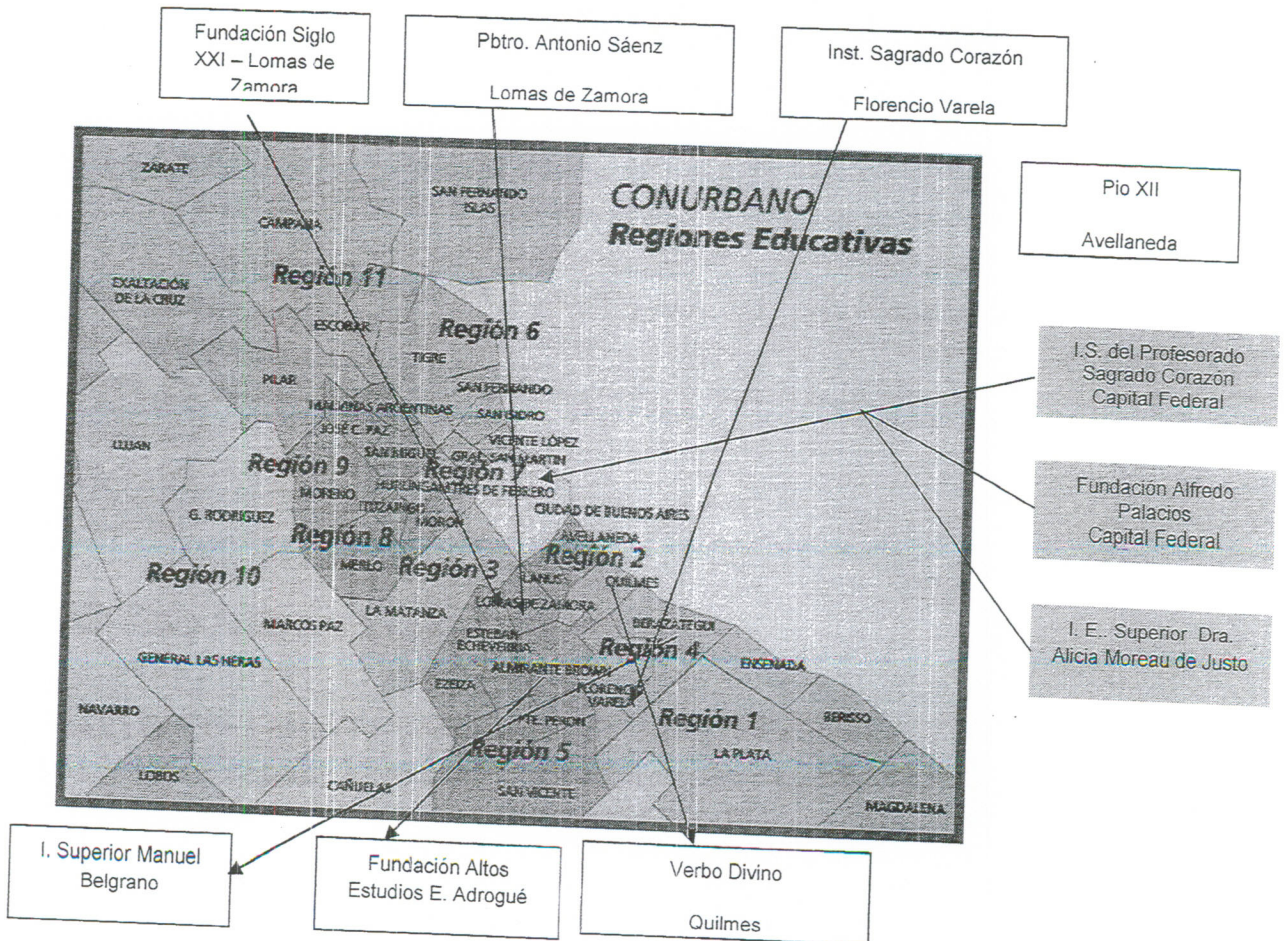 Fundación Siglo
XXI – Lomas de
Zamora
Pbtro. Antonio Sáenz
Lomas de Zamora
Inst. Sagrado Corazón
Florencio Varela
Pio XII
Avellaneda
CONURBANO
Regiones Educativas
ZARATE
CAMPANA
SAN FERNANDO
ISLAS
EXALTACIÓN
DE LA CRUZ
Región 11
ESCOBAR
Región 6
TIGRE
PILAR
SAN FERNANDO
MALVINAS ARGENTINAS
SAN ISIDRO
JOSÉ C. PAZ
VICENTE LÓPEZ
LUJAN
SAN MIGUEL
GRAL. SAN MARTIN
Región 9
Región 7
HURLINGAM
TRES DE FEBRERO
MORENO
ITUZAINGO
G. RODRIGUEZ
MORON
CIUDAD DE BUENOS AIRES
AVELLANEDA
Región 8
Región 2
MERLO
Región 3
LANUS
QUILMES
Región 10
LOMAS DE ZAMORA
LA MATANZA
MARCOS PAZ
BERAZATEGUI
ESTEBAN
ECHEVERRIA
Región 4
GENERAL LAS HERAS
ALMIRANTE BROWN
ENSENADA
EZEIZA
FLORENCIO
VARELA
NAVARRO
PTE. PERON
Región 1
BERISSO
Región 5
LA PLATA
LOBOS
CAÑUELAS
SAN VICENTE
MAGDALENA
I.S. del Profesorado
Sagrado Corazón
Capital Federal
Fundación Alfredo
Palacios
Capital Federal
I. E.. Superior Dra.
Alicia Moreau de Justo
I. Superior Manuel
Belgrano
Fundación Altos
Estudios E. Adrogué
Verbo Divino
Quilmes